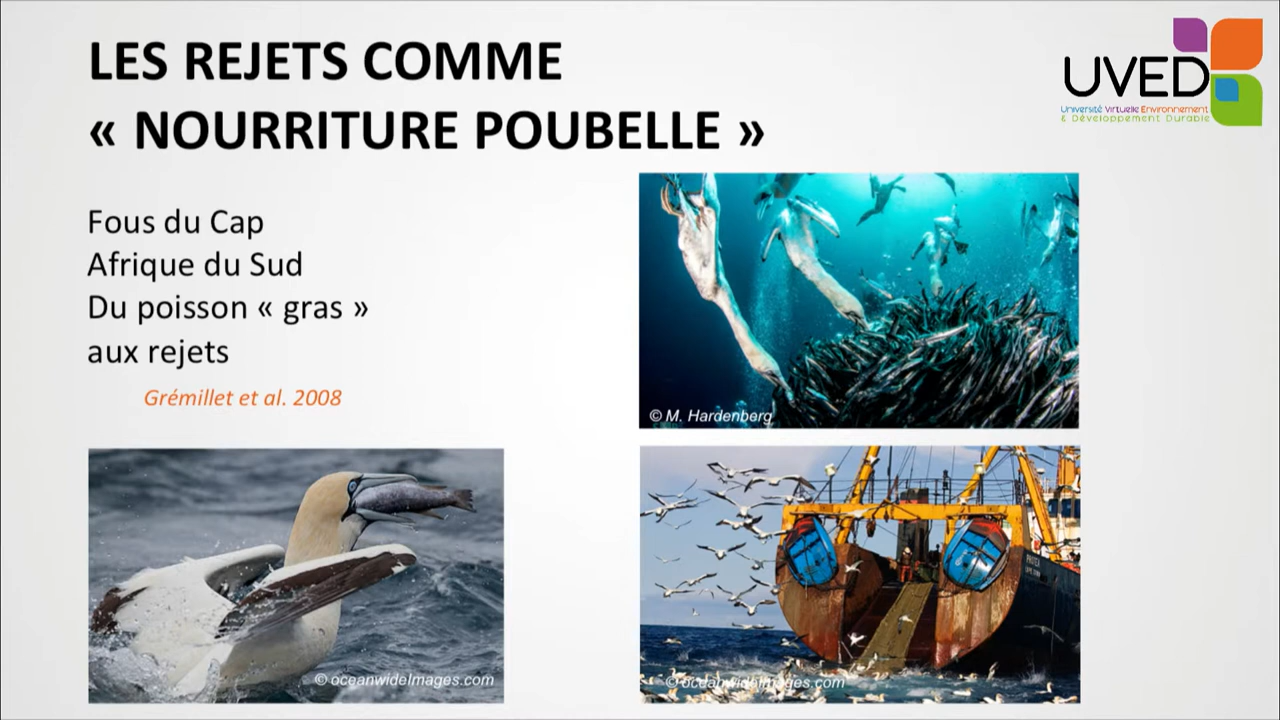 LES REJETS COMME
« NOURRITURE POUBELLE »
UVED
Université Virtuelle Environnement
& Développement Durable
Fous du Cap
Afrique du Sud
Du poisson « gras »
aux rejets
Grémillet et al. 2008
© M. Hardenberg
© oceanwideImages.com
© oceanwideImages.com